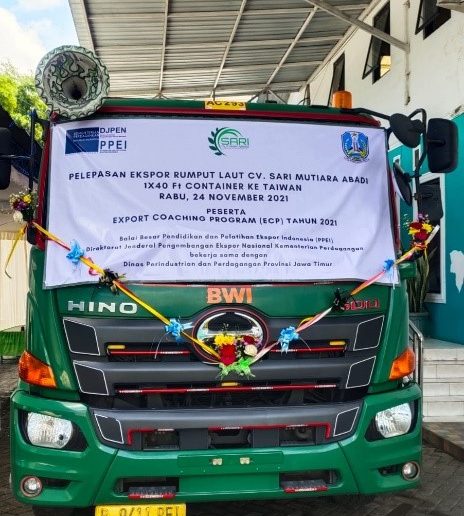 AC 293
DJPEN
PPEI
SARI
PELEPASAN EKSPOR RUMPUT LAUT CV. SARI MUTIARA ABADI
1X40 Ft CONTAINER KE TAIWAN
RABU, 24 NOVEMBER 2021
PESERTA
EXPORT COACHING PROGRAM (ECP) TAHUN 2021
Balai Besar Pendidikan dan Pelatihan Ekspor Indonesia (PPEI)
Direktorat Jenderal Pengembangan Ekspor Nasional Kementerian Perdagangan
bekerja sama dengan
Dinas Perindustrian dan Perdagangan Provinsi Jawa Timur
HINO
BWI